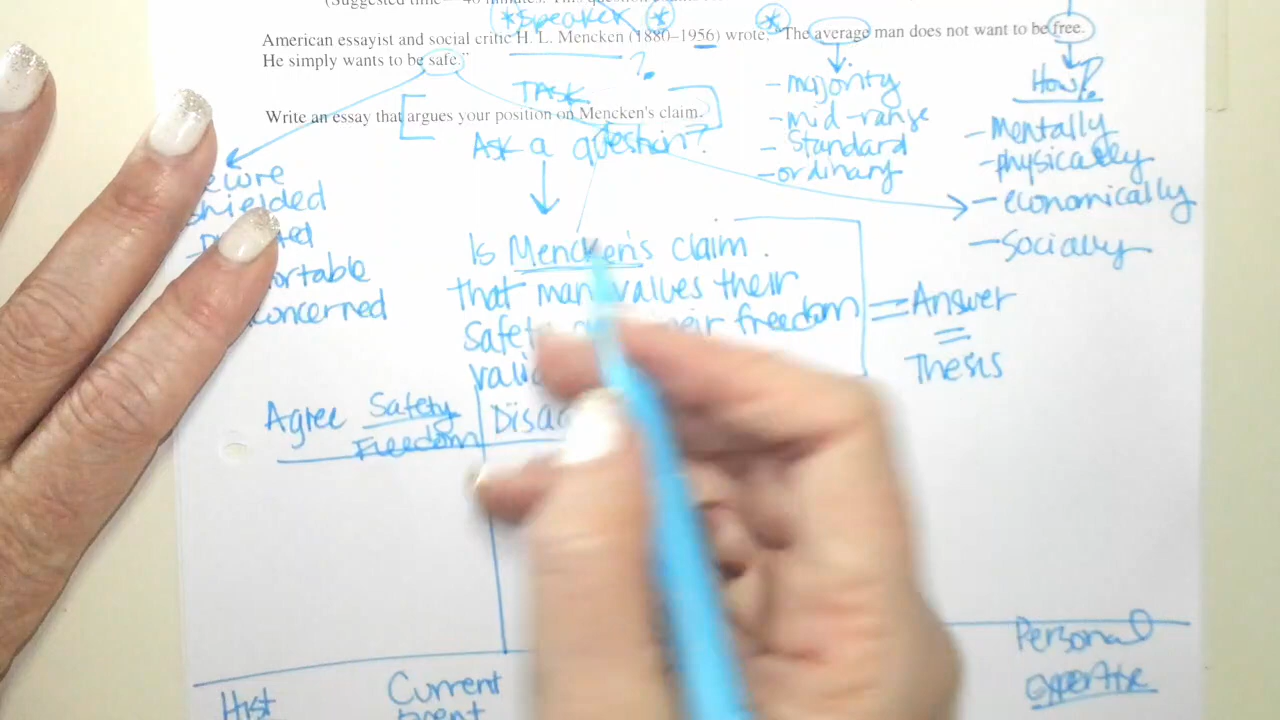 *Speaker * *
American essayist and social critic H. L. Mencken (1880–1956) wrote, "The average man does not want to be free.
He simply wants to be safe."
?
TASK
Write an essay that argues your position on Mencken's claim.
Ask a question?
- majority
- mid-range
- Standard
- ordinary
How?
- Mentally
- physically
- economically
- Socially
shielded
Is Mencken's claim
that man values their
freedom
= Answer
=
Thesis
Agree Safety
Freedom
Hist
Current
Personal
expertise